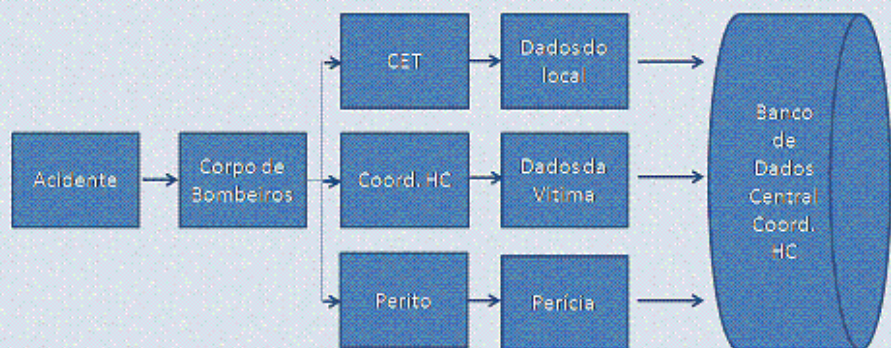 Acidente
Corpo de
Bombeiros
CET
Dados do
local
Coord. HC
Dados da
Vítima
Perito
Perícia
Banco
de
Dados
Central
Coord.
HC